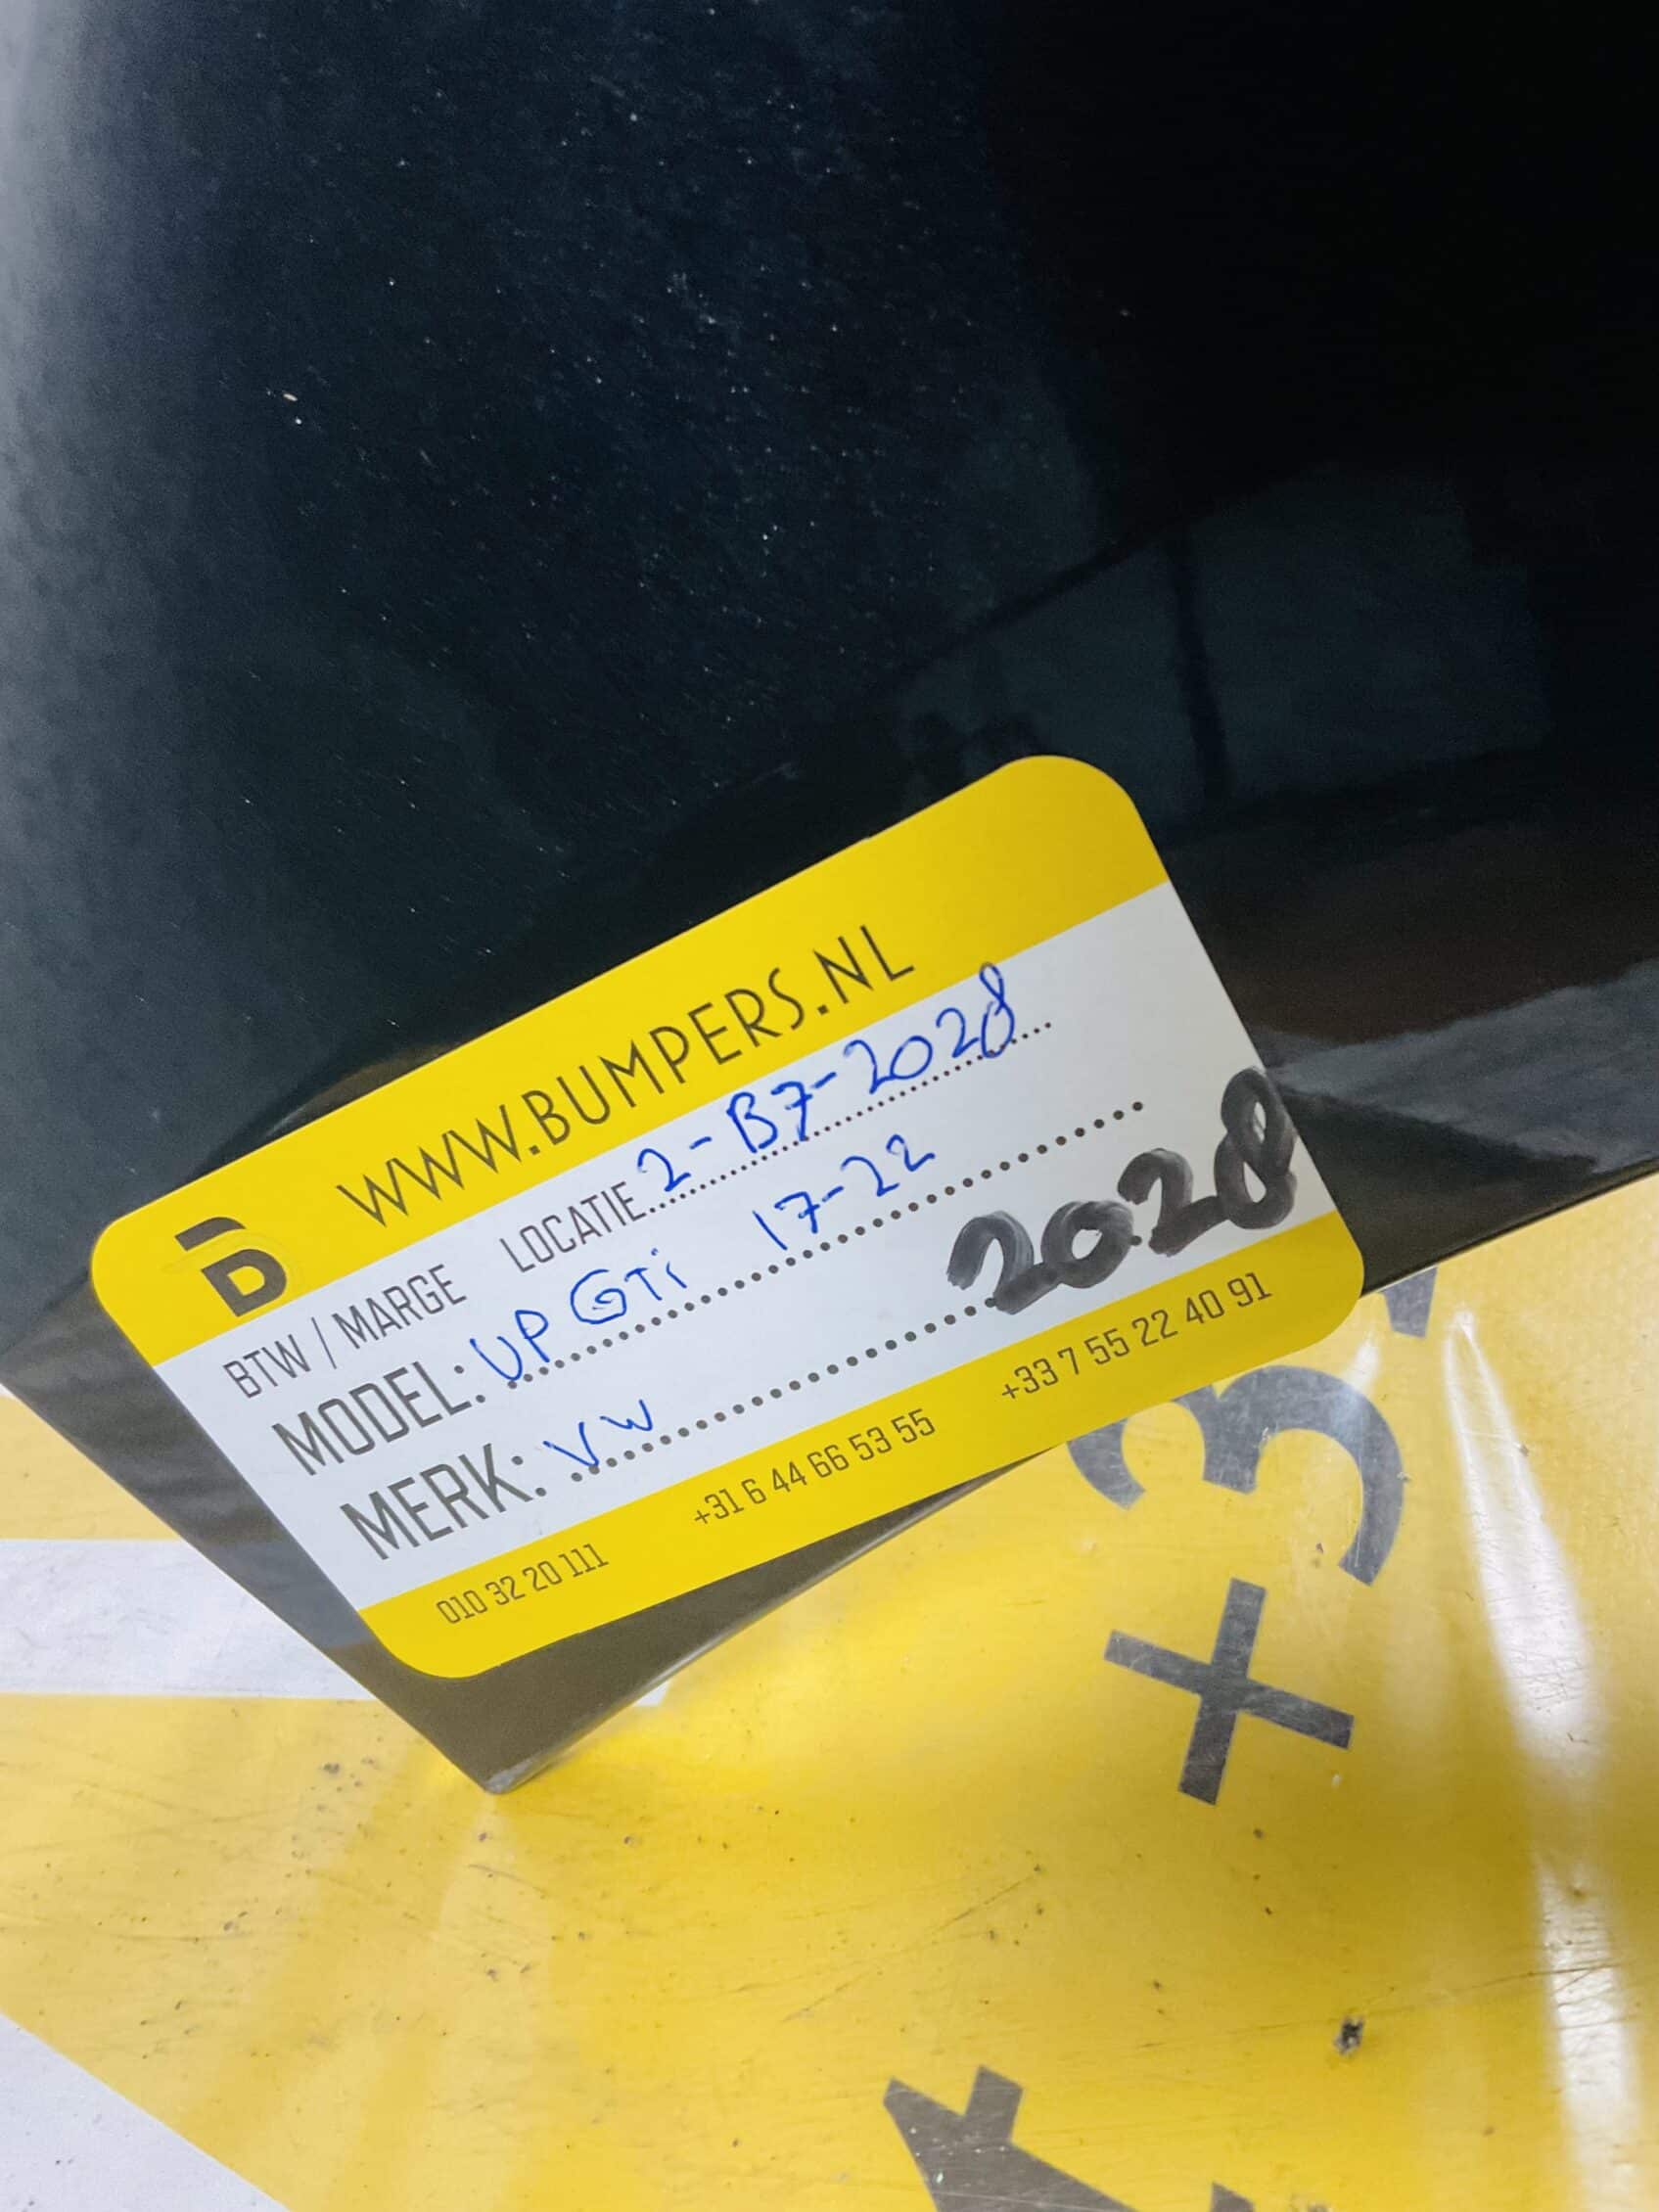 B WWW.BUMPERS.NL
BTW / MARGE LOCATIE 2-B7-2028
MODEL: UP GTi 17-22
MERK: VW 2028
010 32 20 111 +31 6 44 66 53 55 +33 7 55 22 40 91
+3